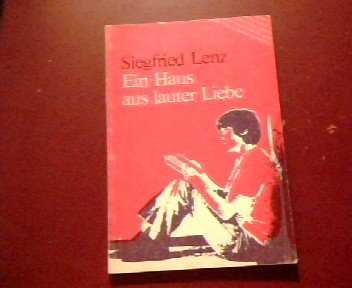 Siegfried Lenz
Ein Haus
aus lauter Liebe